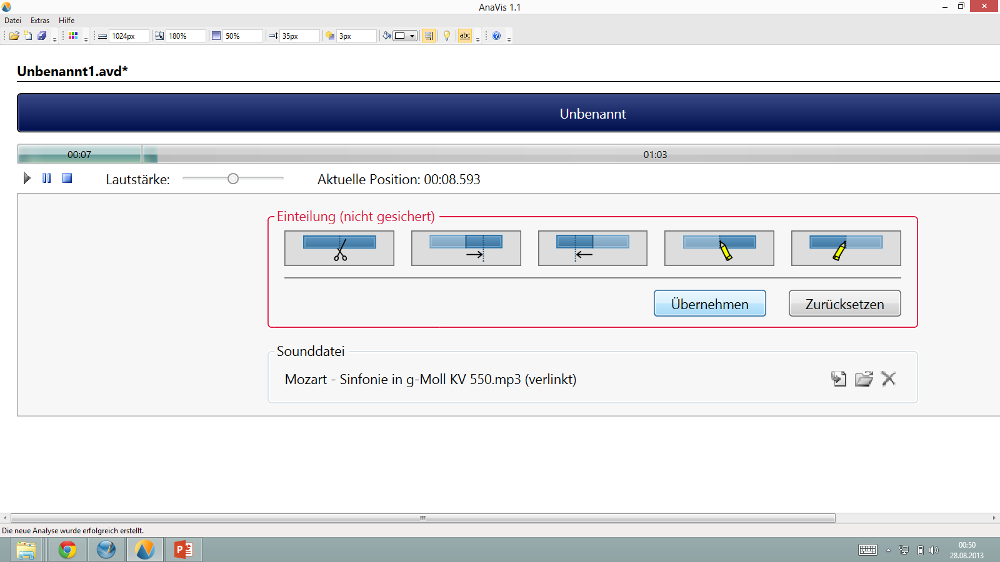 AnaVis 1.1
Datei Extras Hilfe
1024px 180% 50% 35px 3px abc
Unbenannt1.avd*
Unbenannt
00:07 01:03
Lautstärke: Aktuelle Position: 00:08.593
Einteilung (nicht gesichert)
Übernehmen Zurücksetzen
Sounddatei
Mozart - Sinfonie in g-Moll KV 550.mp3 (verlinkt)
Die neue Analyse wurde erfolgreich erstellt.
00:50
28.08.2013